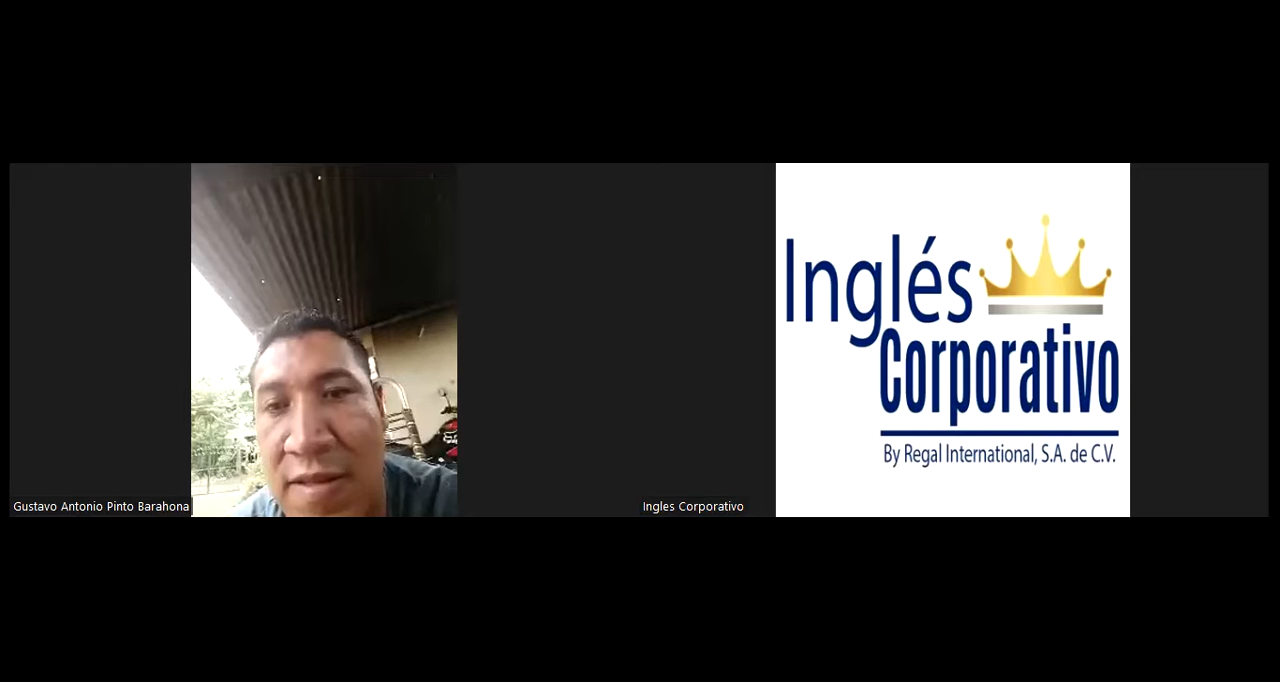 Gustavo Antonio Pinto Barahona
Ingles Corporativo
Inglés
Corporativo
By Regal International, S.A. de C.V.